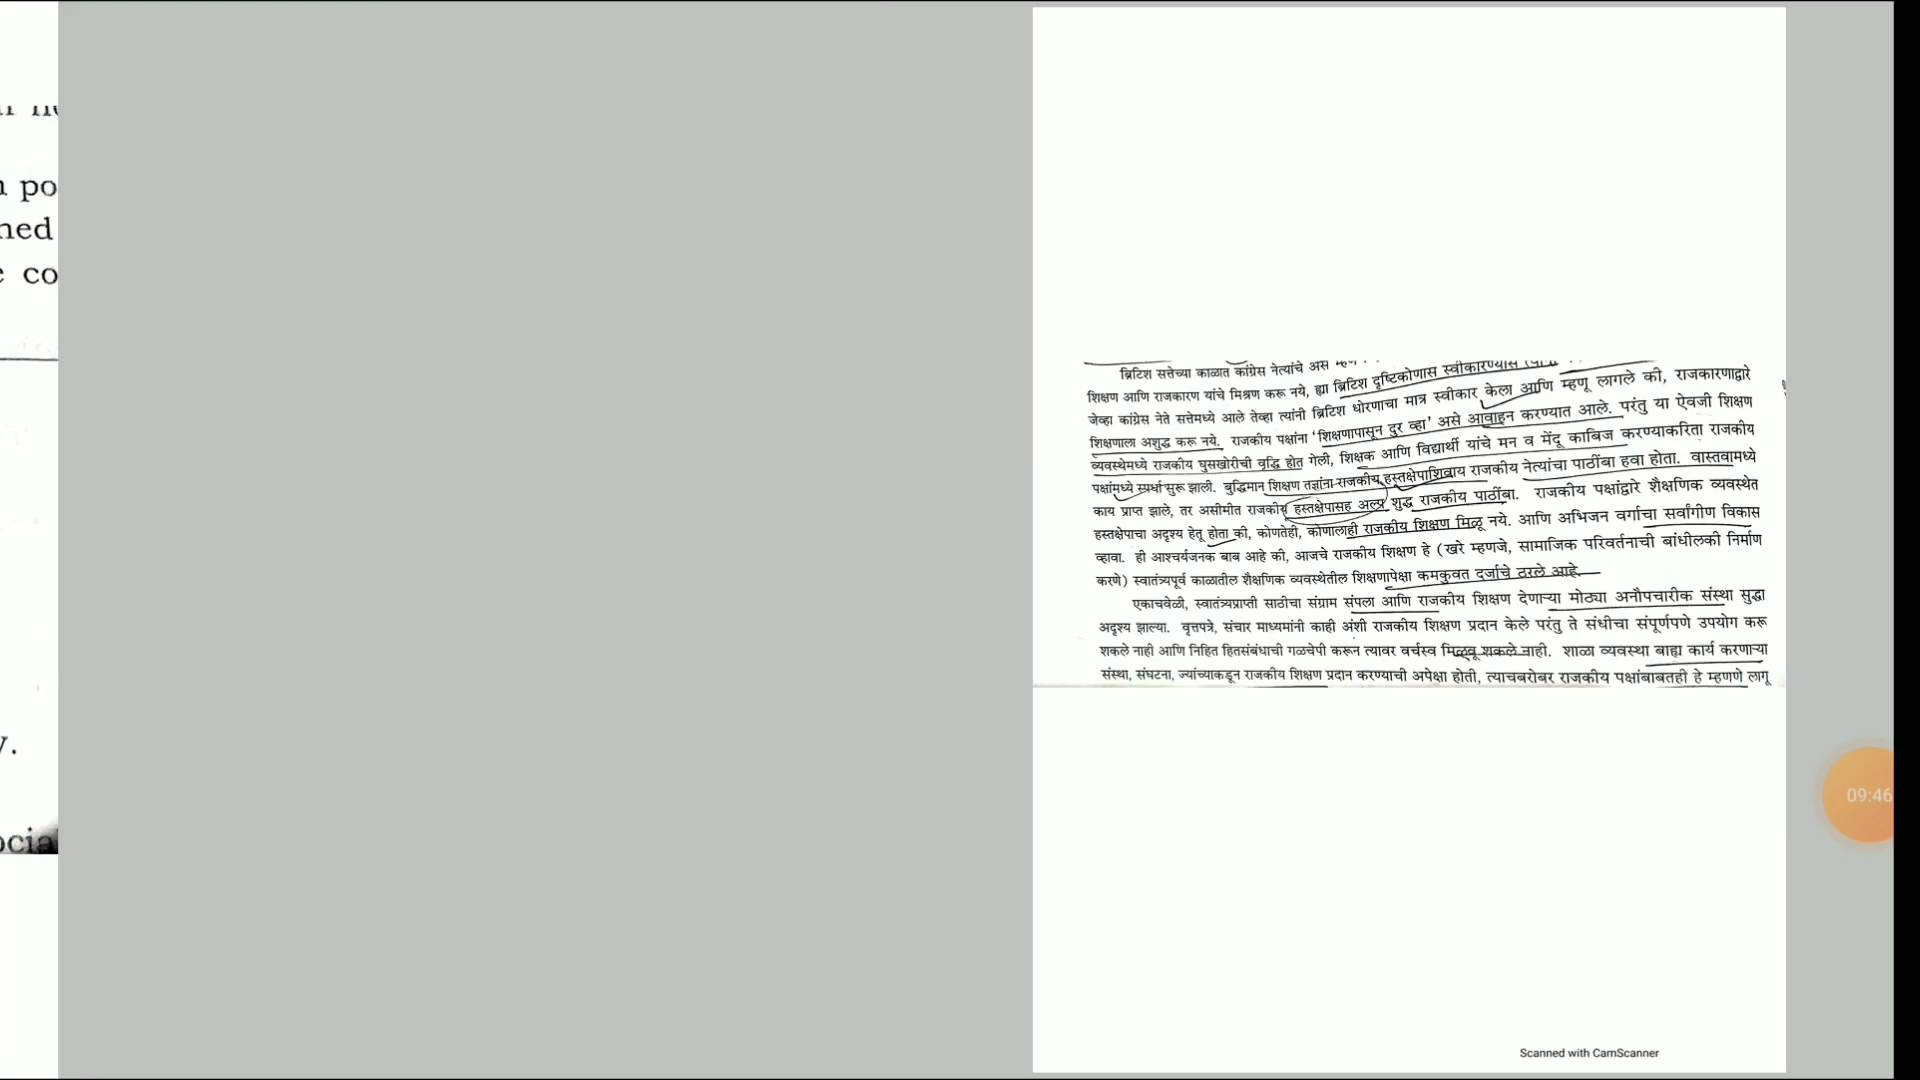 n po
ned
e co
y.
ocial
ब्रिटिश सत्तेच्या काळात कांग्रेस नेत्यांचे असे
शिक्षण आणि राजकारण यांचे मिश्रण करू नये, ह्या ब्रिटिश दृष्टिकोणास स्वीकारण्यास
जेव्हा कांग्रेस नेते सत्तेमध्ये आले तेव्हा त्यांनी ब्रिटिश धोरणाचा मात्र स्वीकार केला आणि म्हणू लागले की, राजकारणाद्वारे
शिक्षणाला अशुद्ध करू नये. राजकीय पक्षांना 'शिक्षणापासून दुर व्हा' असे आवाहन करण्यात आले. परंतु या ऐवजी शिक्षण
व्यवस्थेमध्ये राजकीय घुसखोरीची वृद्धि होत गेली, शिक्षक आणि विद्यार्थी यांचे मन व मेंदू काबिज करण्याकरिता राजकीय
पक्षांमध्ये स्पर्धा सुरू झाली. बुद्धिमान शिक्षण तज्ञांना राजकीय हस्तक्षेपाशिवाय राजकीय नेत्यांचा पाठींबा हवा होता. वास्तवामध्ये
काय प्राप्त झाले, तर असीमीत राजकीय हस्तक्षेपासह अल्प शुद्ध राजकीय पाठींबा. राजकीय पक्षांद्वारे शैक्षणिक व्यवस्थेत
हस्तक्षेपाचा अदृश्य हेतू होता की, कोणतेही, कोणालाही राजकीय शिक्षण मिळू नये. आणि अभिजन वर्गाचा सर्वांगीण विकास
व्हावा. ही आश्चर्यजनक बाब आहे की, आजचे राजकीय शिक्षण हे (खरे म्हणजे, सामाजिक परिवर्तनाची बांधीलकी निर्माण
करणे) स्वातंत्र्यपूर्व काळातील शैक्षणिक व्यवस्थेतील शिक्षणापेक्षा कमकुवत दर्जाचे ठरले आहे.
एकाचवेळी, स्वातंत्र्यप्राप्ती साठीचा संग्राम संपला आणि राजकीय शिक्षण देणाऱ्या मोठ्या अनौपचारीक संस्था सुद्धा
अदृश्य झाल्या. वृत्तपत्रे, संचार माध्यमांनी काही अंशी राजकीय शिक्षण प्रदान केले परंतु ते संधीचा संपूर्णपणे उपयोग करू
शकले नाही आणि निहित हितसंबंधाची गळचेपी करून त्यावर वर्चस्व मिळवू शकले नाही. शाळा व्यवस्था बाह्य कार्य करणाऱ्या
संस्था, संघटना, ज्यांच्याकडून राजकीय शिक्षण प्रदान करण्याची अपेक्षा होती, त्याचबरोबर राजकीय पक्षांबाबतही हे म्हणणे लागू
09:46
Scanned with CamScanner